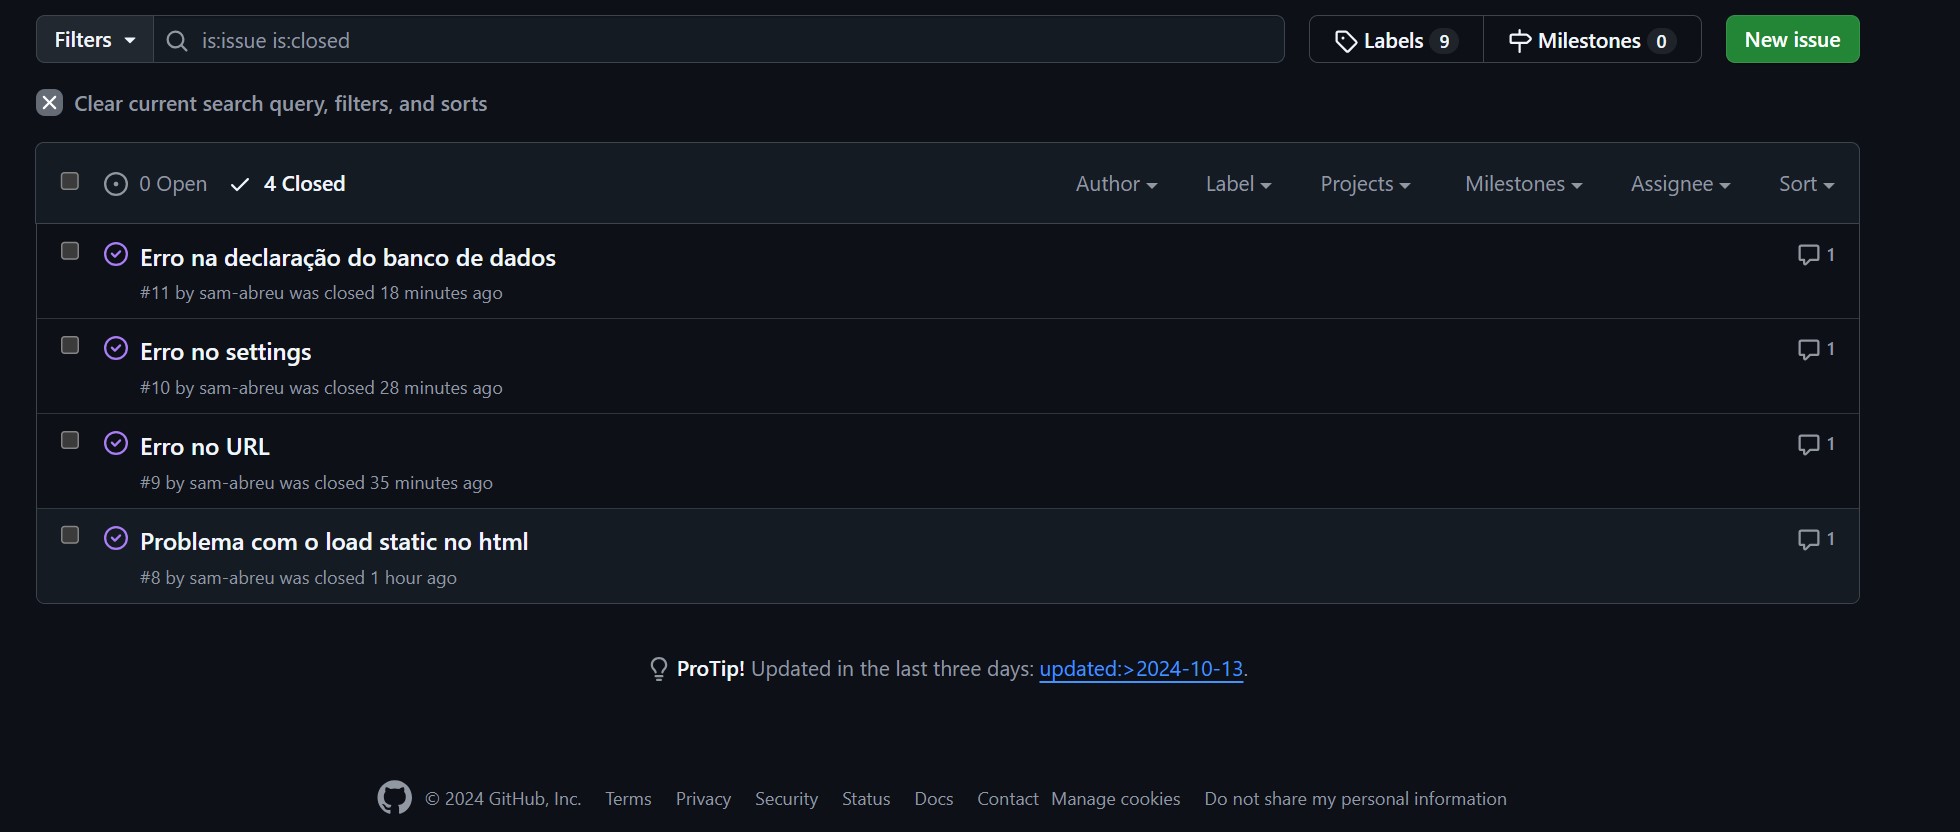 Filters is:issue is:closed Labels 9 Milestones 0 New issue
Clear current search query, filters, and sorts
0 Open 4 Closed Author Label Projects Milestones Assignee Sort
Erro na declaração do banco de dados 1
#11 by sam-abreu was closed 18 minutes ago
Erro no settings 1
#10 by sam-abreu was closed 28 minutes ago
Erro no URL 1
#9 by sam-abreu was closed 35 minutes ago
Problema com o load static no html 1
#8 by sam-abreu was closed 1 hour ago
ProTip! Updated in the last three days: updated:>2024-10-13.
© 2024 GitHub, Inc. Terms Privacy Security Status Docs Contact Manage cookies Do not share my personal information